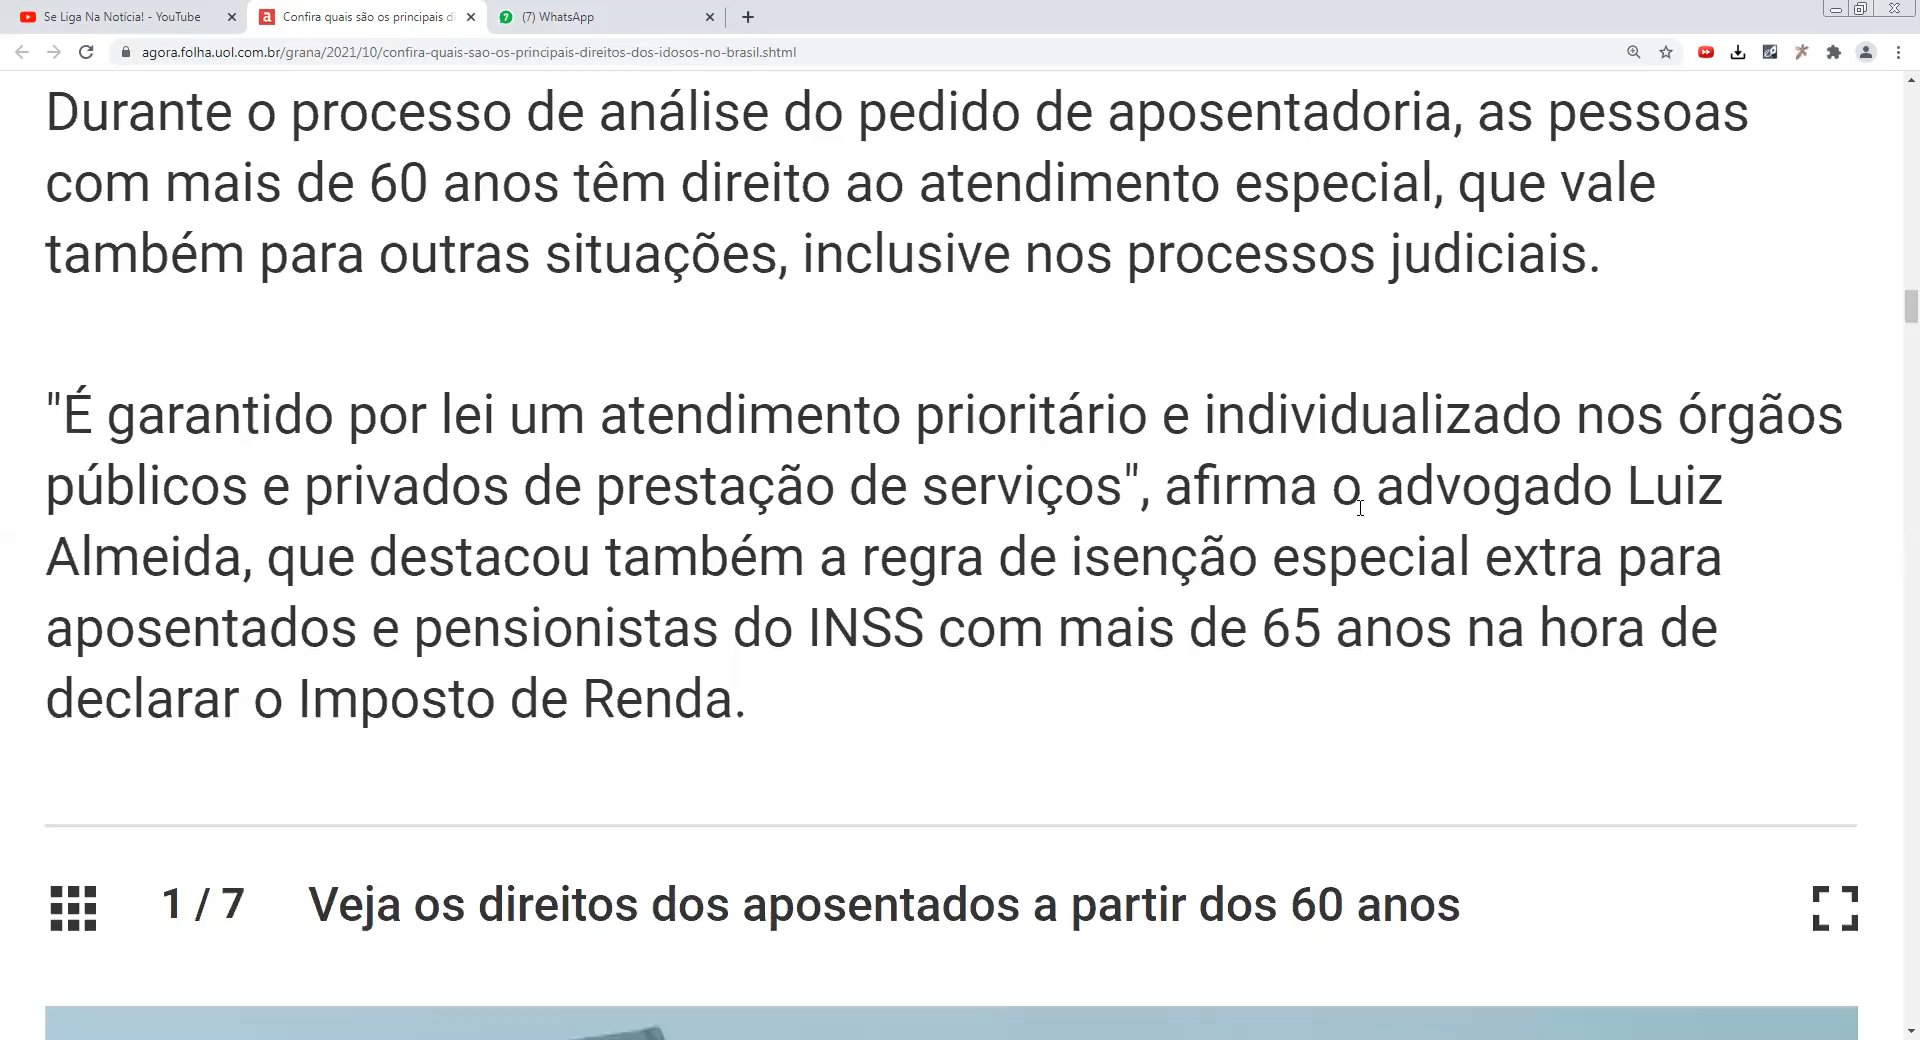 Se Liga Na Notícia! - YouTube
Confira quais são os principais d
(7) WhatsApp
agora.folha.uol.com.br/grana/2021/10/confira-quais-sao-os-principais-direitos-dos-idosos-no-brasil.shtml
Durante o processo de análise do pedido de aposentadoria, as pessoas
com mais de 60 anos têm direito ao atendimento especial, que vale
também para outras situações, inclusive nos processos judiciais.
"É garantido por lei um atendimento prioritário e individualizado nos órgãos
públicos e privados de prestação de serviços", afirma o advogado Luiz
Almeida, que destacou também a regra de isenção especial extra para
aposentados e pensionistas do INSS com mais de 65 anos na hora de
declarar o Imposto de Renda.
1 / 7 Veja os direitos dos aposentados a partir dos 60 anos